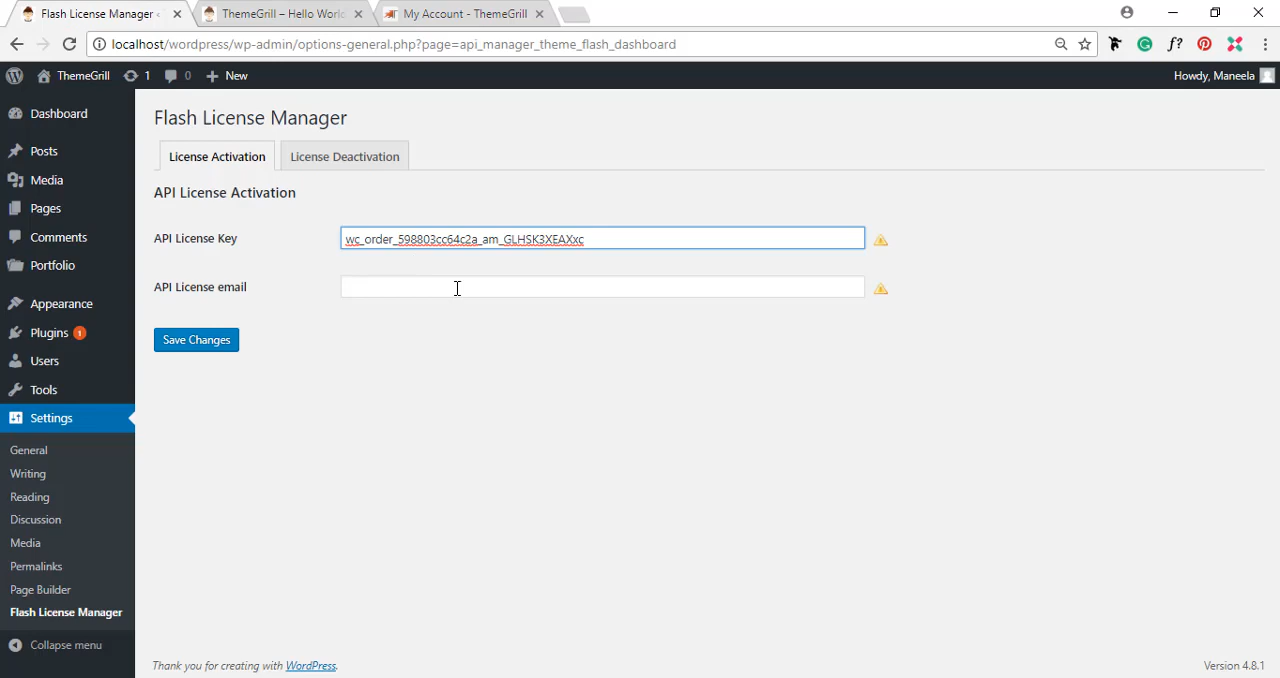 Flash License Manager ‹
ThemeGrill – Hello World
My Account - ThemeGrill
localhost/wordpress/wp-admin/options-general.php?page=api_manager_theme_flash_dashboard
f?
ThemeGrill
1
0
New
Howdy, Maneela
Dashboard
Posts
Media
Pages
Comments
Portfolio
Appearance
Plugins 1
Users
Tools
Settings
General
Writing
Reading
Discussion
Media
Permalinks
Page Builder
Flash License Manager
Collapse menu
Flash License Manager
License Activation
License Deactivation
API License Activation
API License Key
wc_order_598803cc64c2a_am_GLHSK3XEAXxc
API License email
Save Changes
Thank you for creating with WordPress.
Version 4.8.1